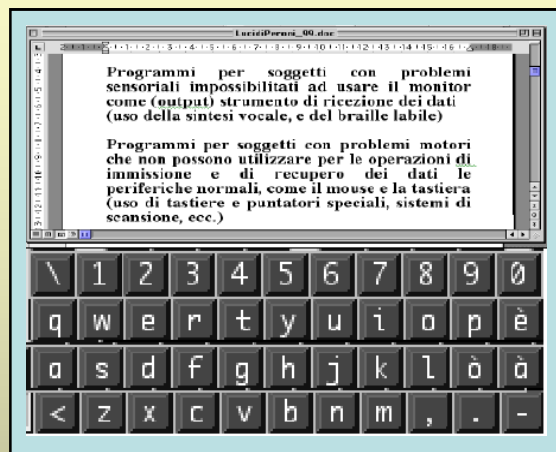 LucidiPeroni_99.doc
Programmi per soggetti con problemi
sensoriali impossibilitati ad usare il monitor
come (output) strumento di ricezione dei dati
(uso della sintesi vocale, e del braille labile)
Programmi per soggetti con problemi motori
che non possono utilizzare per le operazioni di
immissione e di recupero dei dati le
periferiche normali, come il mouse e la tastiera
(uso di tastiere e puntatori speciali, sistemi di
scansione, ecc.)
\ 1 2 3 4 5 6 7 8 9 0
q w e r t y u i o p è
a s d f g h j k l ò à
< z x c v b n m , . -